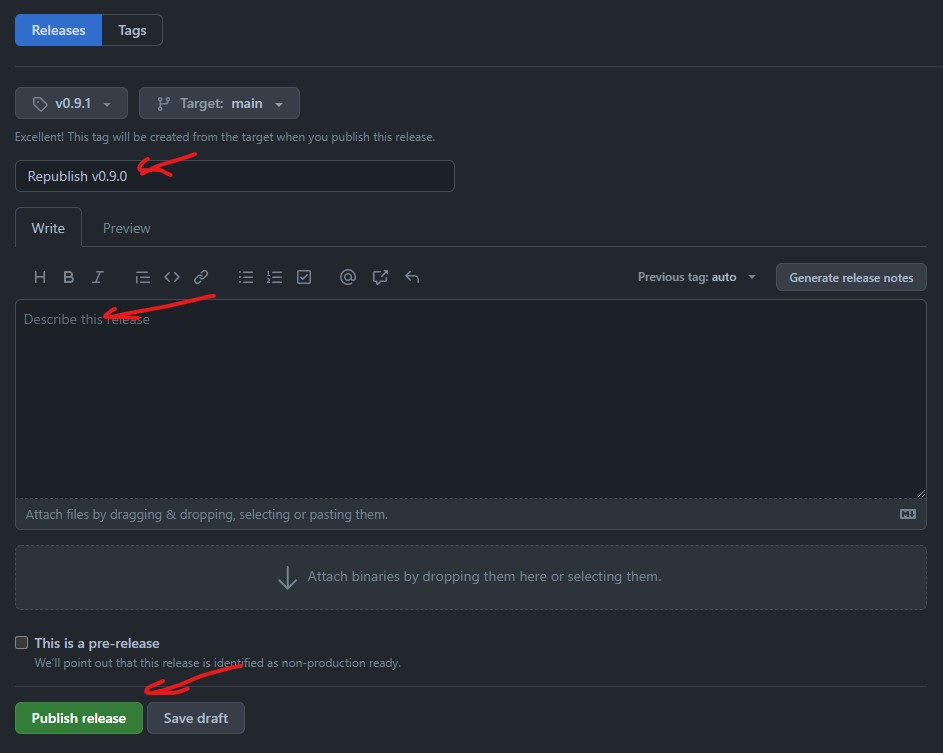 Releases Tags
v0.9.1 Target: main
Excellent! This tag will be created from the target when you publish this release.
Republish v0.9.0
Write Preview
H B I @ Previous tag: auto Generate release notes
Describe this release
Attach files by dragging & dropping, selecting or pasting them.
Attach binaries by dropping them here or selecting them.
This is a pre-release
We'll point out that this release is identified as non-production ready.
Publish release Save draft